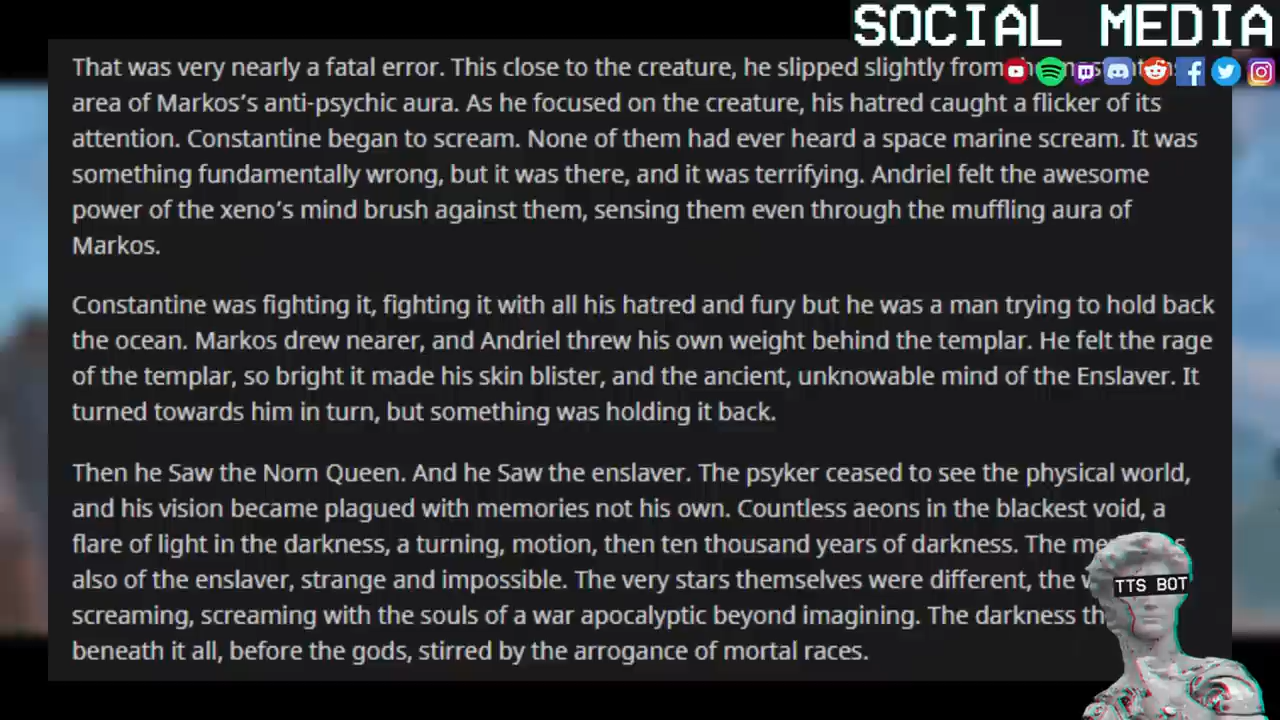 SOCIAL MEDIA
That was very nearly a fatal error. This close to the creature, he slipped slightly from
area of Markos's anti-psychic aura. As he focused on the creature, his hatred caught a flicker of its
attention. Constantine began to scream. None of them had ever heard a space marine scream. It was
something fundamentally wrong, but it was there, and it was terrifying. Andriel felt the awesome
power of the xeno's mind brush against them, sensing them even through the muffling aura of
Markos.
Constantine was fighting it, fighting it with all his hatred and fury but he was a man trying to hold back
the ocean. Markos drew nearer, and Andriel threw his own weight behind the templar. He felt the rage
of the templar, so bright it made his skin blister, and the ancient, unknowable mind of the Enslaver. It
turned towards him in turn, but something was holding it back.
Then he Saw the Norn Queen. And he Saw the enslaver. The psyker ceased to see the physical world,
and his vision became plagued with memories not his own. Countless aeons in the blackest void, a
flare of light in the darkness, a turning, motion, then ten thousand years of darkness. The
also of the enslaver, strange and impossible. The very stars themselves were different, the
screaming, screaming with the souls of a war apocalyptic beyond imagining. The darkness
beneath it all, before the gods, stirred by the arrogance of mortal races.
TTS BOT